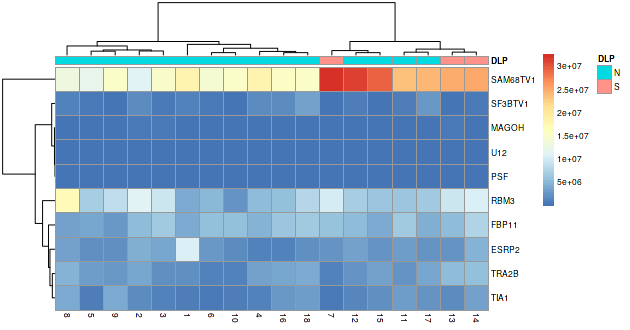 DLP
SAM68TV1
SF3BTV1
MAGOH
U12
PSF
RBM3
FBP11
ESRP2
TRA2B
TIA1
8 5 9 2 3 1 6 10 4 16 18 7 12 15 11 17 13 14
3e+07
2.5e+07
2e+07
1.5e+07
1e+07
5e+06
DLP
N
S